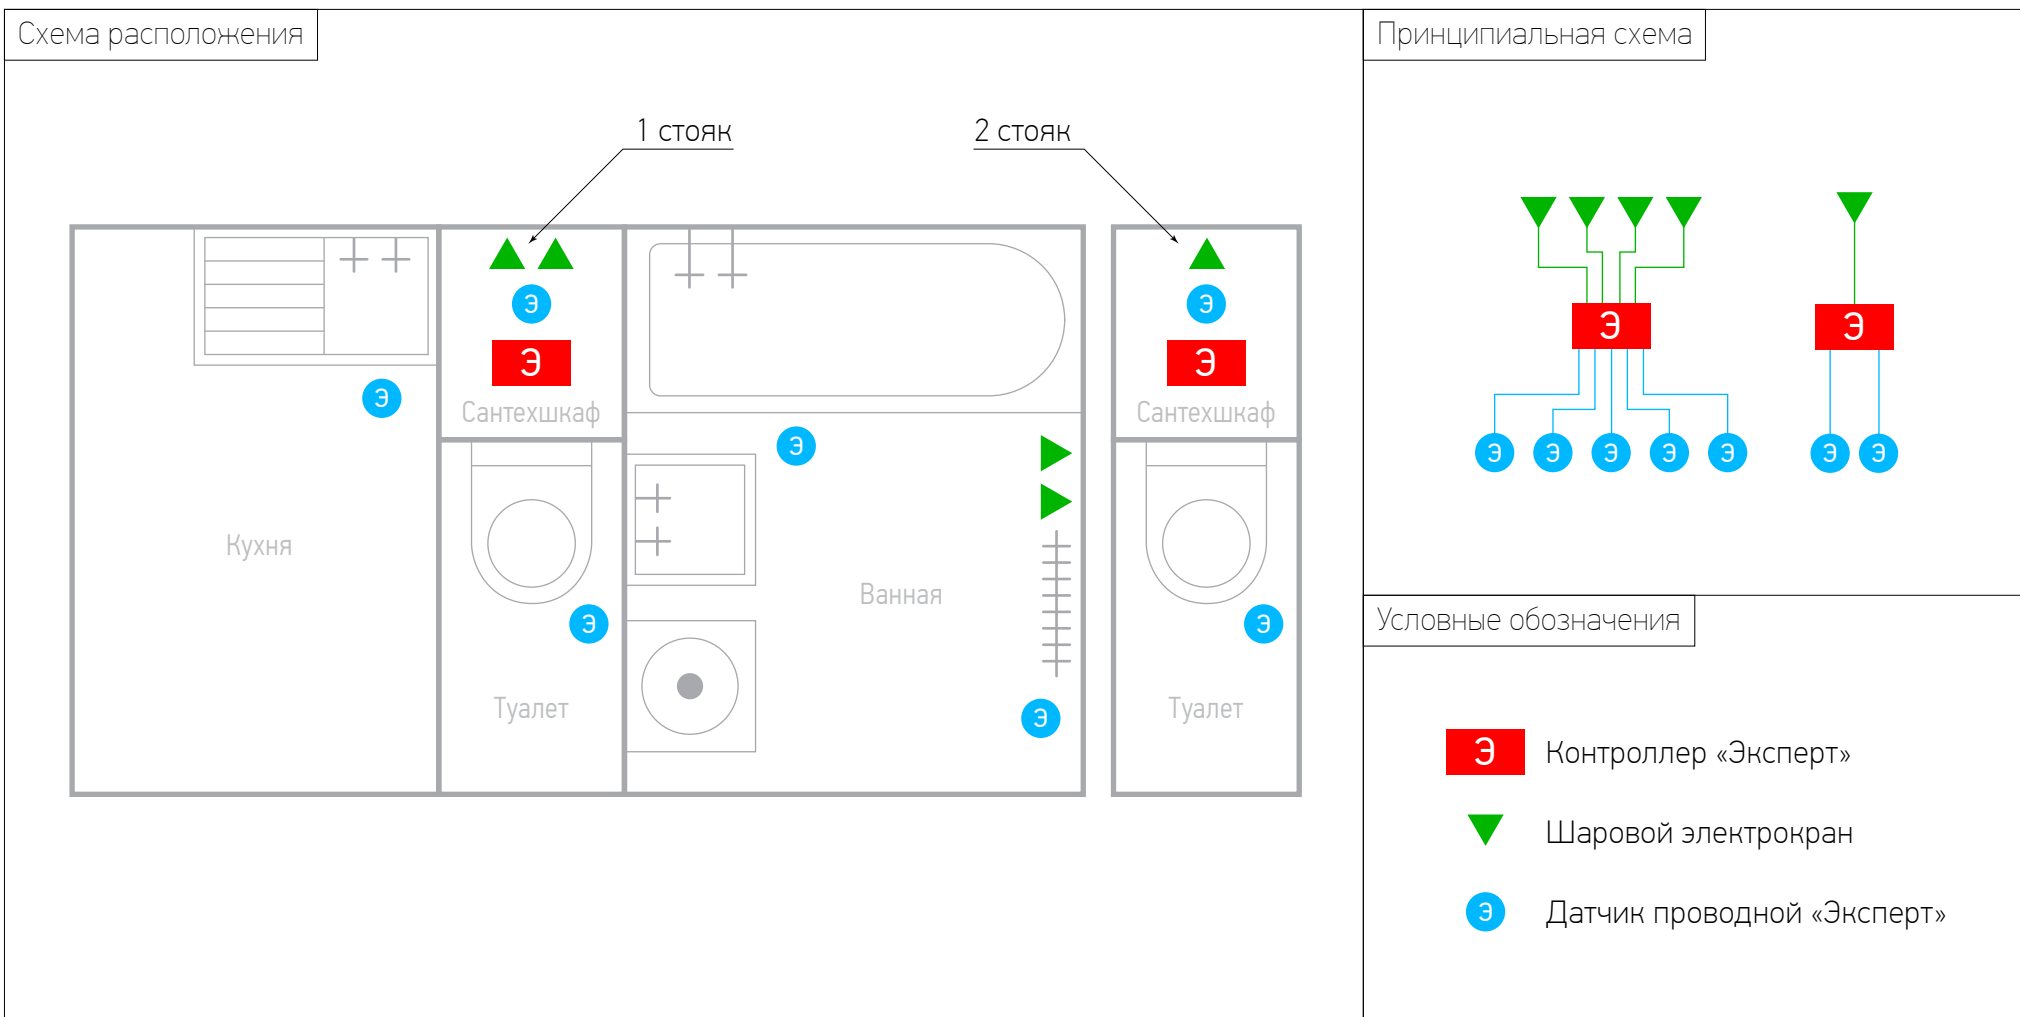 Схема расположения
1 стояк
2 стояк
Э
Э
Э
Э
Э
Сантехшкаф
Сантехшкаф
Э
Кухня
Ванная
Э
Э
Туалет
Туалет
Э
Принципиальная схема
Э
Э
Э Э Э Э Э
Э Э
Условные обозначения
Э Контроллер «Эксперт»
Шаровой электрокран
Э Датчик проводной «Эксперт»